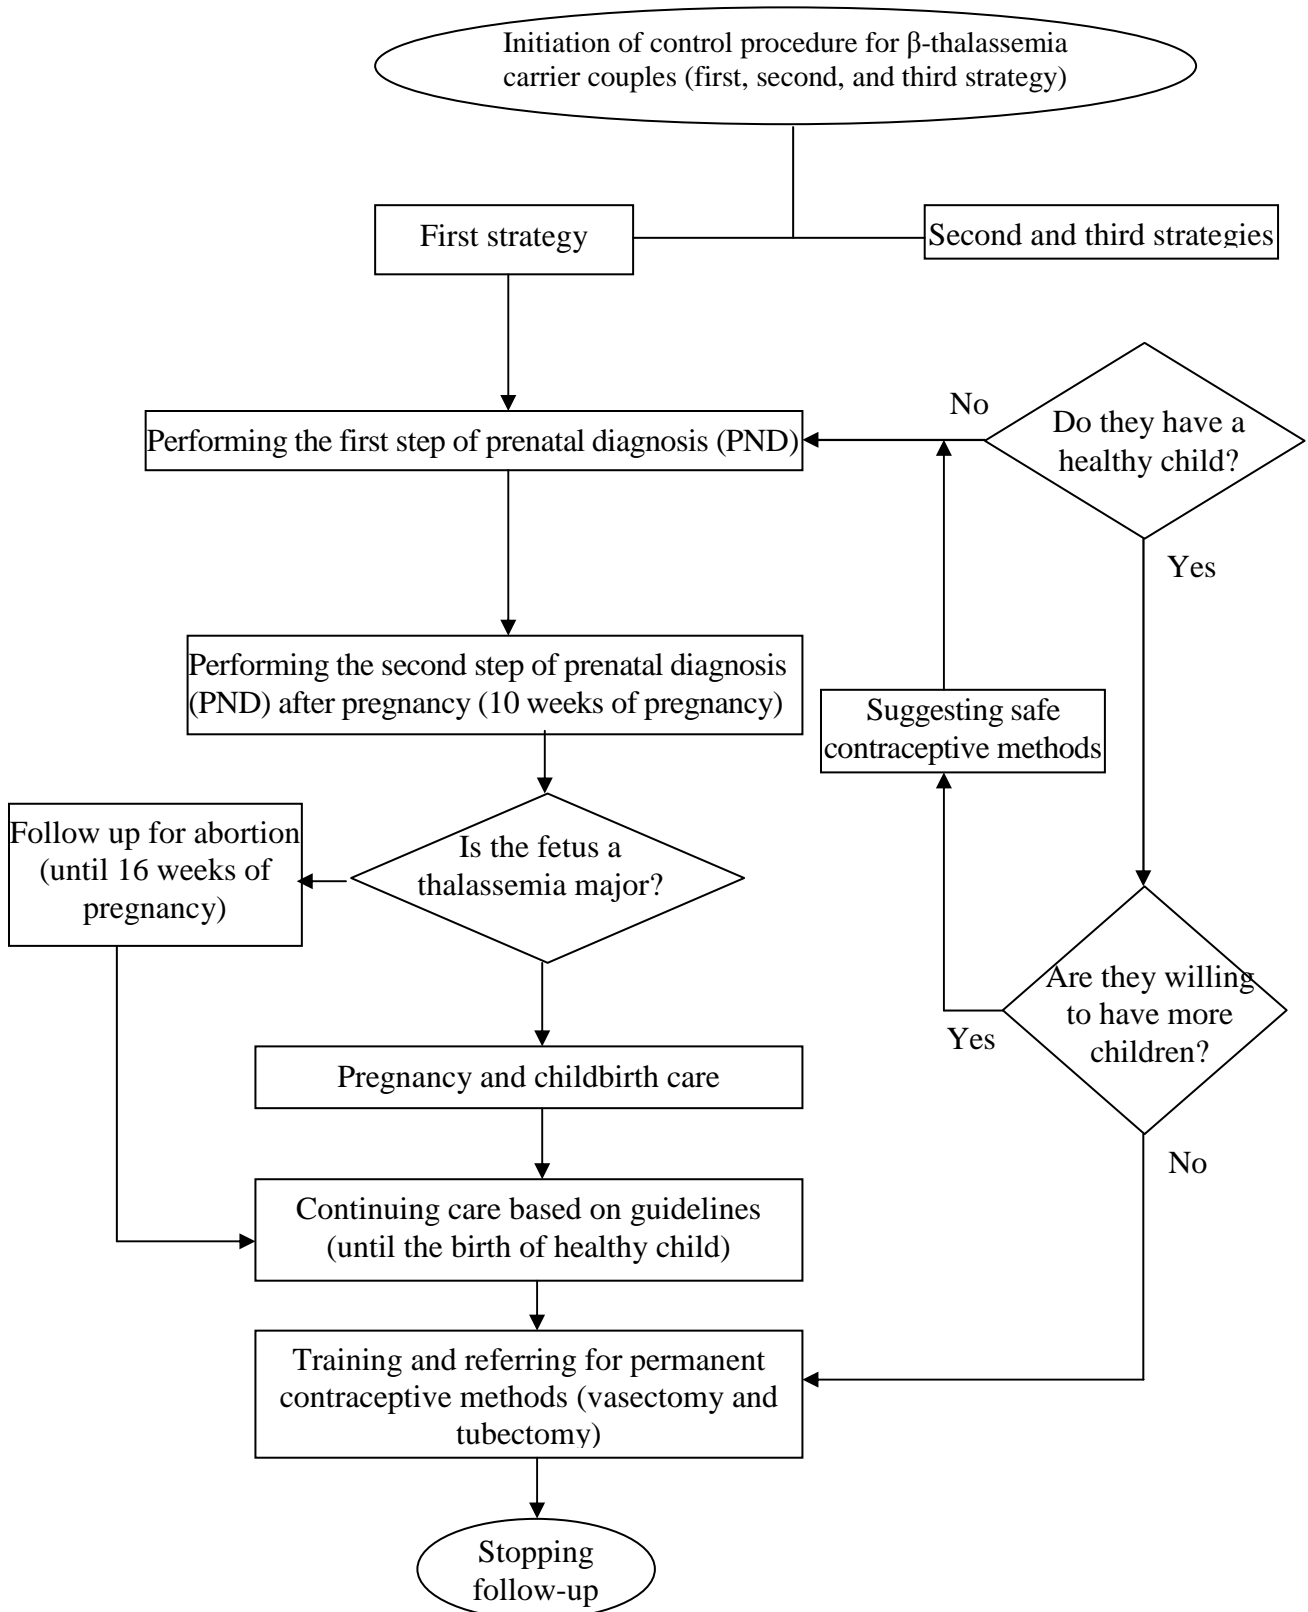 Initiation of control procedure for β-thalassemia
carrier couples (first, second, and third strategy)
First strategy
Second and third strategies
No
Do they have a
healthy child?
Performing the first step of prenatal diagnosis (PND)
Yes
Performing the second step of prenatal diagnosis
(PND) after pregnancy (10 weeks of pregnancy)
Suggesting safe
contraceptive methods
Follow up for abortion
(until 16 weeks of
pregnancy)
Is the fetus a
thalassemia major?
Are they willing
to have more
children?
Yes
Pregnancy and childbirth care
No
Continuing care based on guidelines
(until the birth of healthy child)
Training and referring for permanent
contraceptive methods (vasectomy and
tubectomy)
Stopping
follow-up